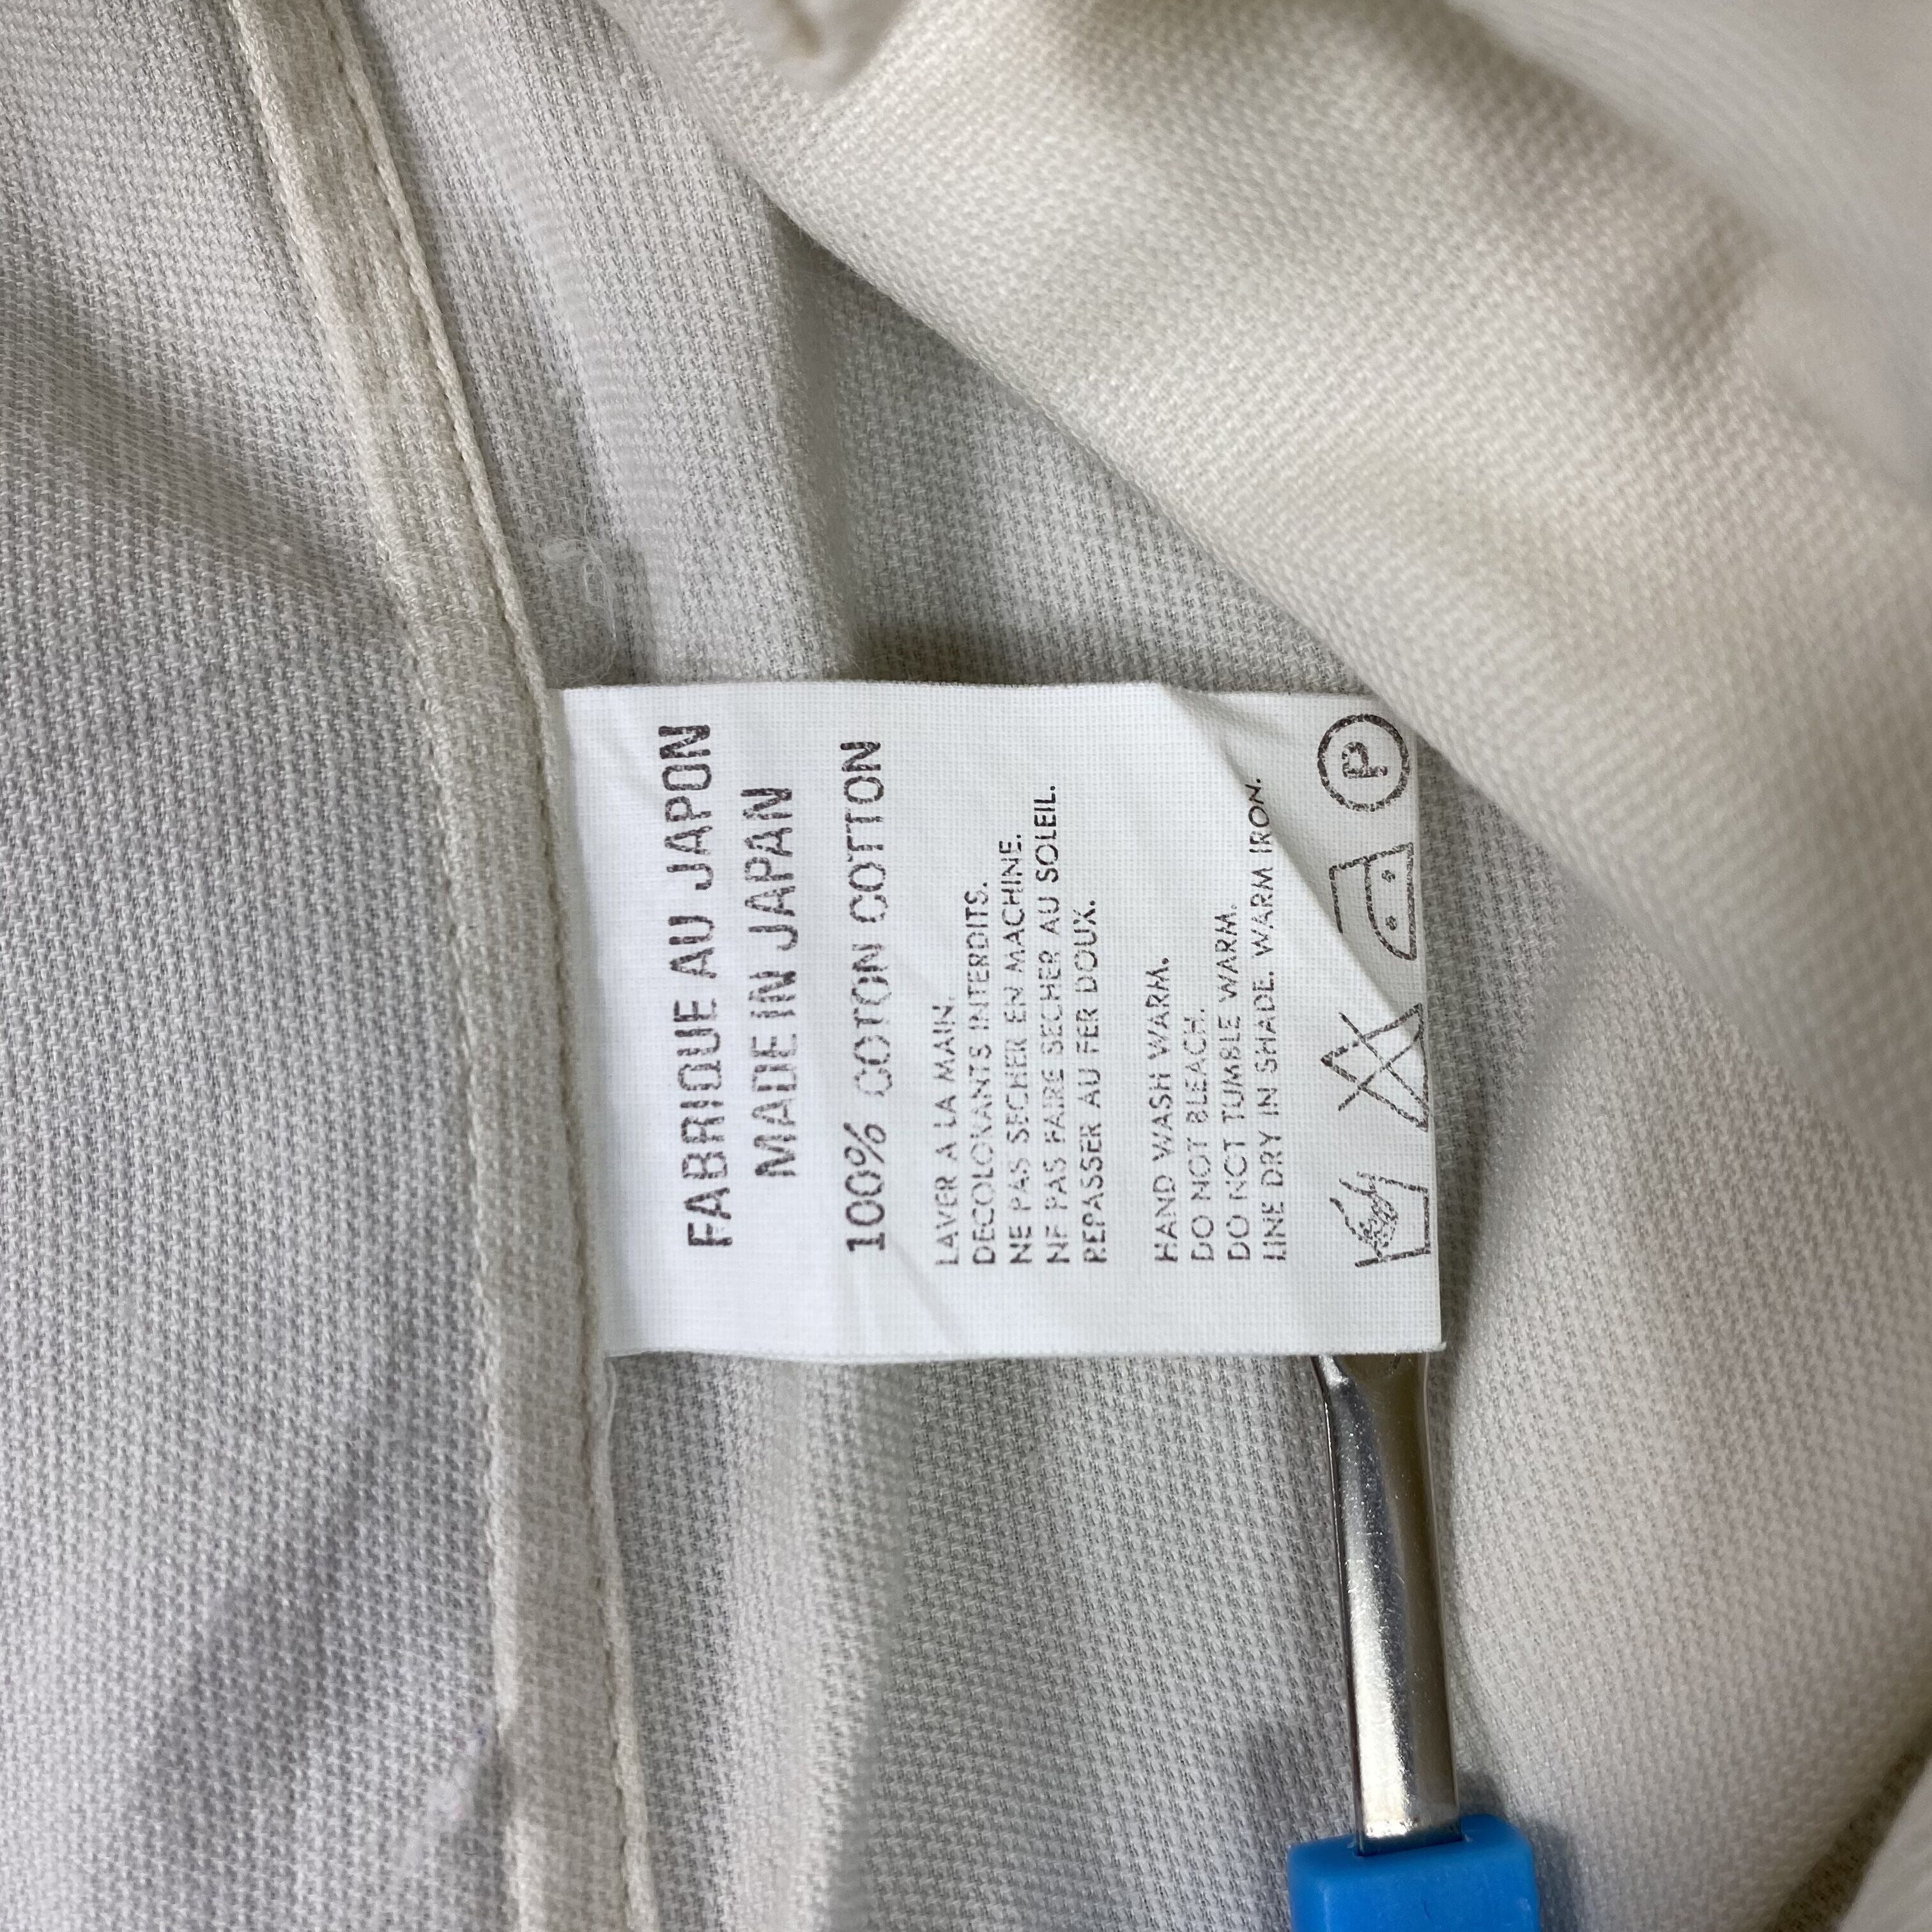 FABRIQUE AU JAPON
MADE IN JAPAN
100% COTON COTTON
LAVER A LA MAIN.
DECOLORANTS INTERDITS.
NE PAS SECHER EN MACHINE.
NE PAS FAIRE SECHER AU SOLEIL.
REPASSER AU FER DOUX.
HAND WASH WARM.
DO NOT BLEACH.
DO NOT TUMBLE WARM.
LINE DRY IN SHADE. WARM IRON.
P